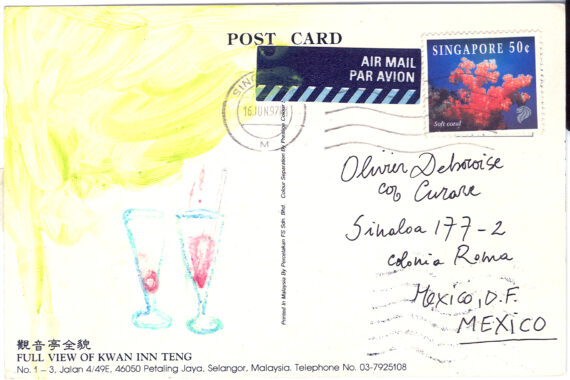 POST CARD
AIR MAIL
PAR AVION
SINGAPORE 50¢
Soft coral
16 JUN 97
M
Olivier Debroise
c/o Curare
Sinaloa 177-2
Colonia Roma
Mexico, D.F.
MEXICO
Printed In Malaysia By Percetakan FS Sdn. Bhd Colour Separation By Prestige Colour
觀音亭全貌
FULL VIEW OF KWAN INN TENG
No. 1 – 3, Jalan 4/49E, 46050 Petaling Jaya, Selangor, Malaysia. Telephone No. 03-7925108